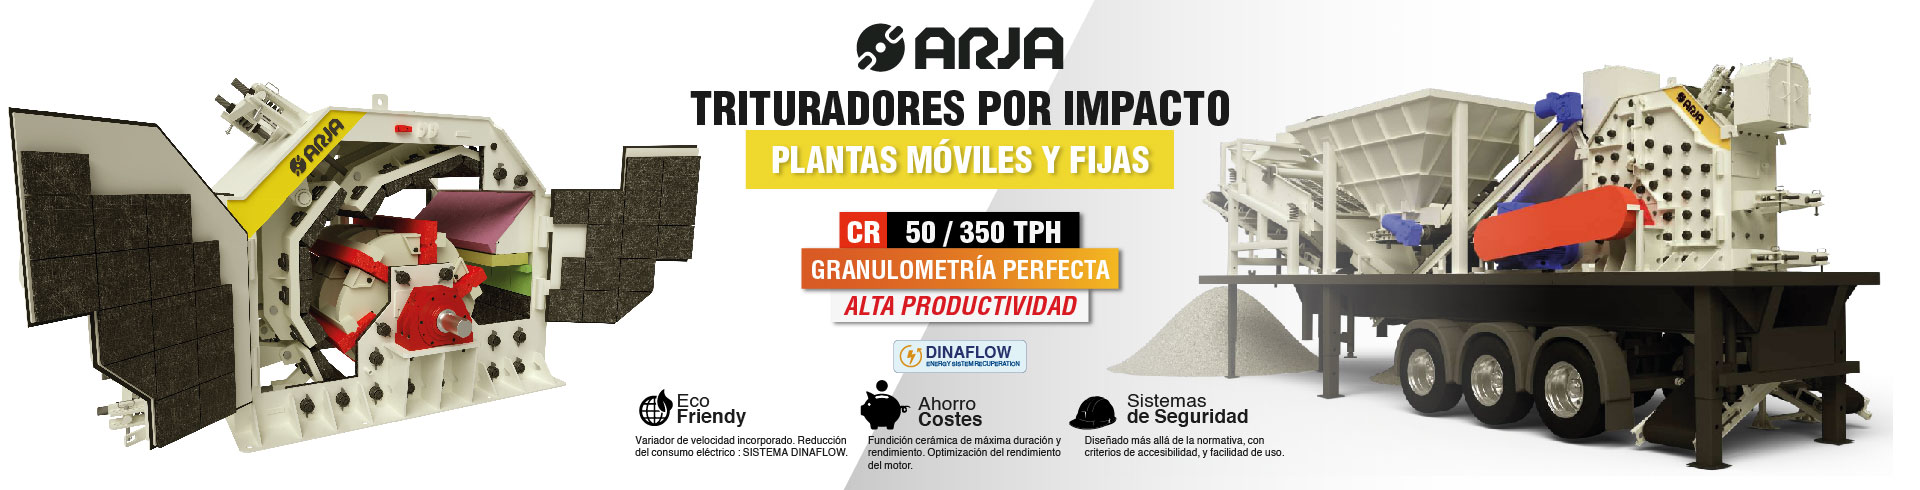 ARJA
TRITURADORES POR IMPACTO
PLANTAS MÓVILES Y FIJAS
CR 50 / 350 TPH
GRANULOMETRÍA PERFECTA
ALTA PRODUCTIVIDAD
DINAFLOW
ENERGY SISTEM RECUPERATION
Eco
Friendy
Variador de velocidad incorporado. Reducción
del consumo eléctrico : SISTEMA DINAFLOW.
Ahorro
Costes
Fundición cerámica de máxima duración y
rendimiento. Optimización del rendimiento
del motor.
Sistemas
de Seguridad
Diseñado más allá de la normativa, con
criterios de accesibilidad, y facilidad de uso.
ARJA
ARJA